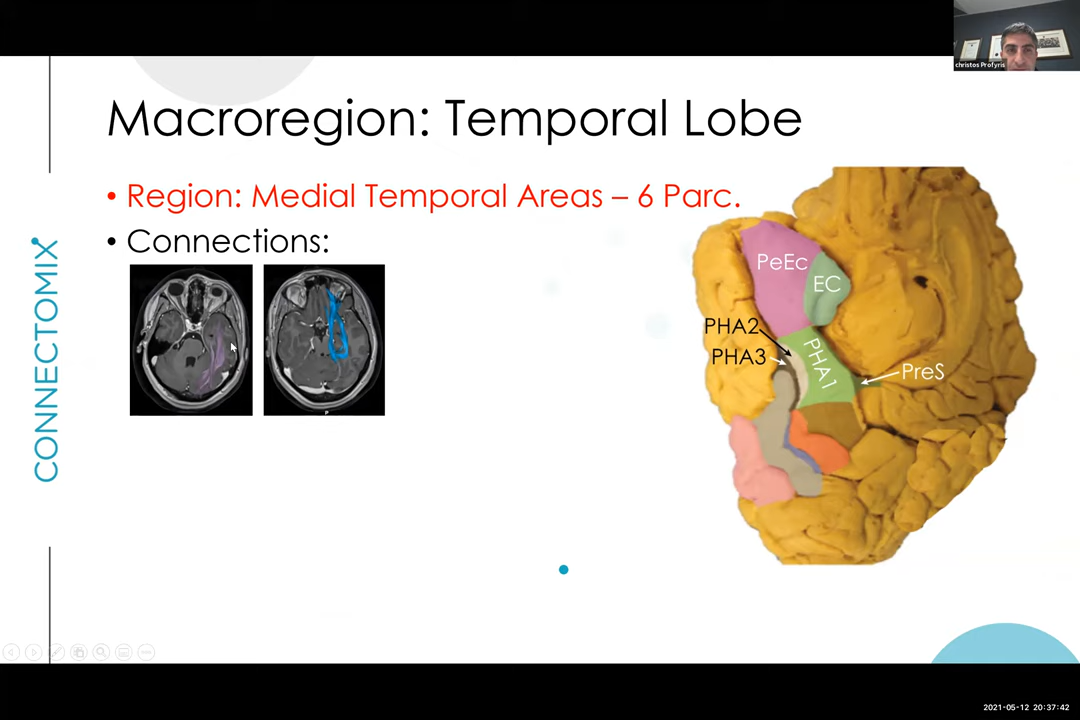 christos Profyris
Macroregion: Temporal Lobe
• Region: Medial Temporal Areas – 6 Parc.
• Connections:
CONNECTOMIX
PeEc
EC
PHA2
PHA3
PHA1
PreS
P
2021-05-12 20:37:42